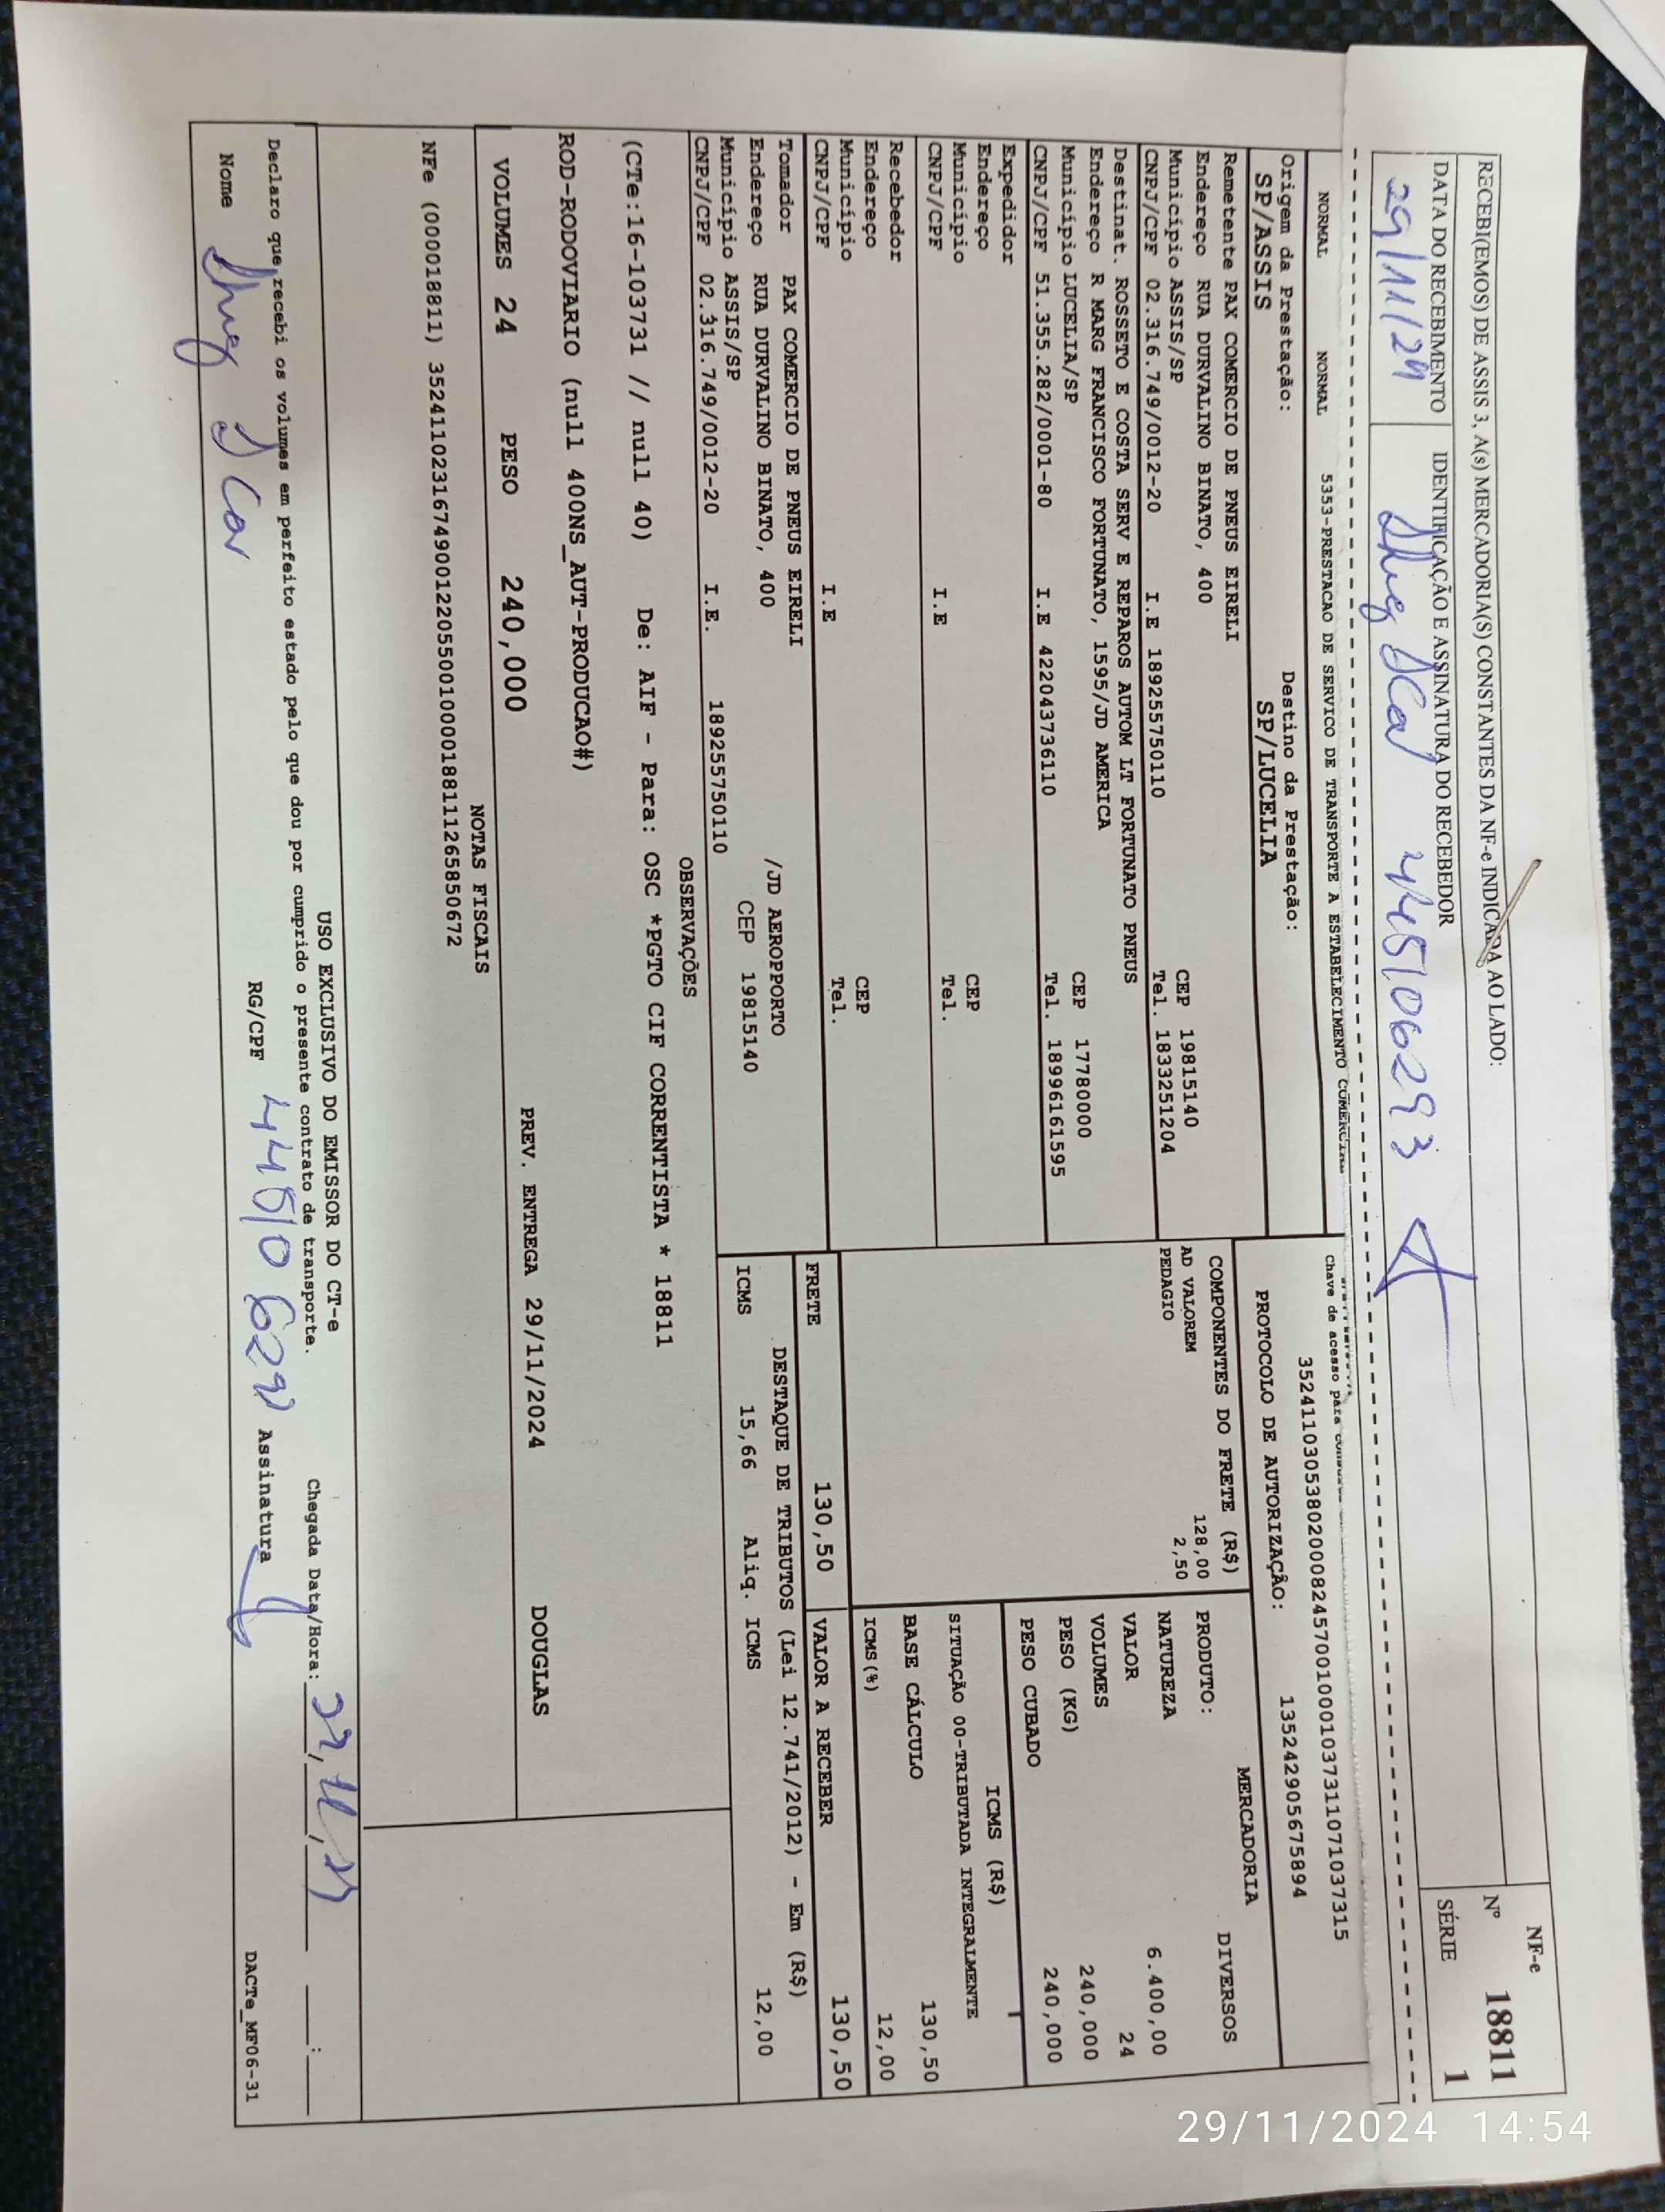 RECEBI(EMOS) DE ASSIS 3, A(s) MERCADORIA(S) CONSTANTES DA NF-e INDICADA AO LADO:
NF-e
Nº 18811
SÉRIE 1
DATA DO RECEBIMENTO IDENTIFICAÇÃO E ASSINATURA DO RECEBEDOR
29/11/24 445106293
NORMAL NORMAL 5353-PRESTACAO DE SERVICO DE TRANSPORTE A ESTABELECIMENTO COMERCIAL
Chave de acesso para
35241103053802000824570010001037311071037315
Origem da Prestação: Destino da Prestação:
SP/ASSIS SP/LUCELIA
PROTOCOLO DE AUTORIZAÇÃO: 135242905675894
Remetente PAX COMERCIO DE PNEUS EIRELI
Endereço RUA DURVALINO BINATO, 400 CEP 19815140
Município ASSIS/SP Tel. 1833251204
CNPJ/CPF 02.316.749/0012-20 I.E 189255750110
Destinat. ROSSETO E COSTA SERV E REPAROS AUTOM LT FORTUNATO PNEUS
Endereço R MARG FRANCISCO FORTUNATO, 1595/JD AMERICA
Município LUCELIA/SP CEP 17780000
CNPJ/CPF 51.355.282/0001-80 I.E 422043736110 Tel. 18996161595
Expedidor
Endereço
Município CEP
CNPJ/CPF I.E Tel.
Recebedor
Endereço
Município CEP
CNPJ/CPF I.E Tel.
Tomador PAX COMERCIO DE PNEUS EIRELI
Endereço RUA DURVALINO BINATO, 400 /JD AEROPPORTO
Município ASSIS/SP CEP 19815140
CNPJ/CPF 02.316.749/0012-20 I.E. 189255750110
COMPONENTES DO FRETE (R$)
AD VALOREM 128,00
PEDAGIO 2,50
MERCADORIA
PRODUTO: DIVERSOS
NATUREZA
VALOR 6.400,00
VOLUMES 24
PESO (KG) 240,000
PESO CUBADO 240,000
ICMS (R$)
SITUAÇÃO 00-TRIBUTADA INTEGRALMENTE
BASE CÁLCULO 130,50
ICMS(%) 12,00
FRETE 130,50 VALOR A RECEBER 130,50
DESTAQUE DE TRIBUTOS (Lei 12.741/2012) - Em (R$)
ICMS 15,66 Aliq. ICMS 12,00
OBSERVAÇÕES
(CTe:16-103731 // null 40) De: AIF - Para: OSC *PGTO CIF CORRENTISTA * 18811
ROD-RODOVIARIO (null 400NS_AUT-PRODUCAO#)
VOLUMES 24 PESO 240,000 PREV. ENTREGA 29/11/2024 DOUGLAS
NOTAS FISCAIS
NFe (000018811) 35241102316749001220550010000188111265850672
USO EXCLUSIVO DO EMISSOR DO CT-e
Declaro que recebi os volumes em perfeito estado pelo que dou por cumprido o presente contrato de transporte.
Chegada Data/Hora:
Nome RG/CPF 445106293 Assinatura
DACTe_MF06-31
29/11/2024 14:54